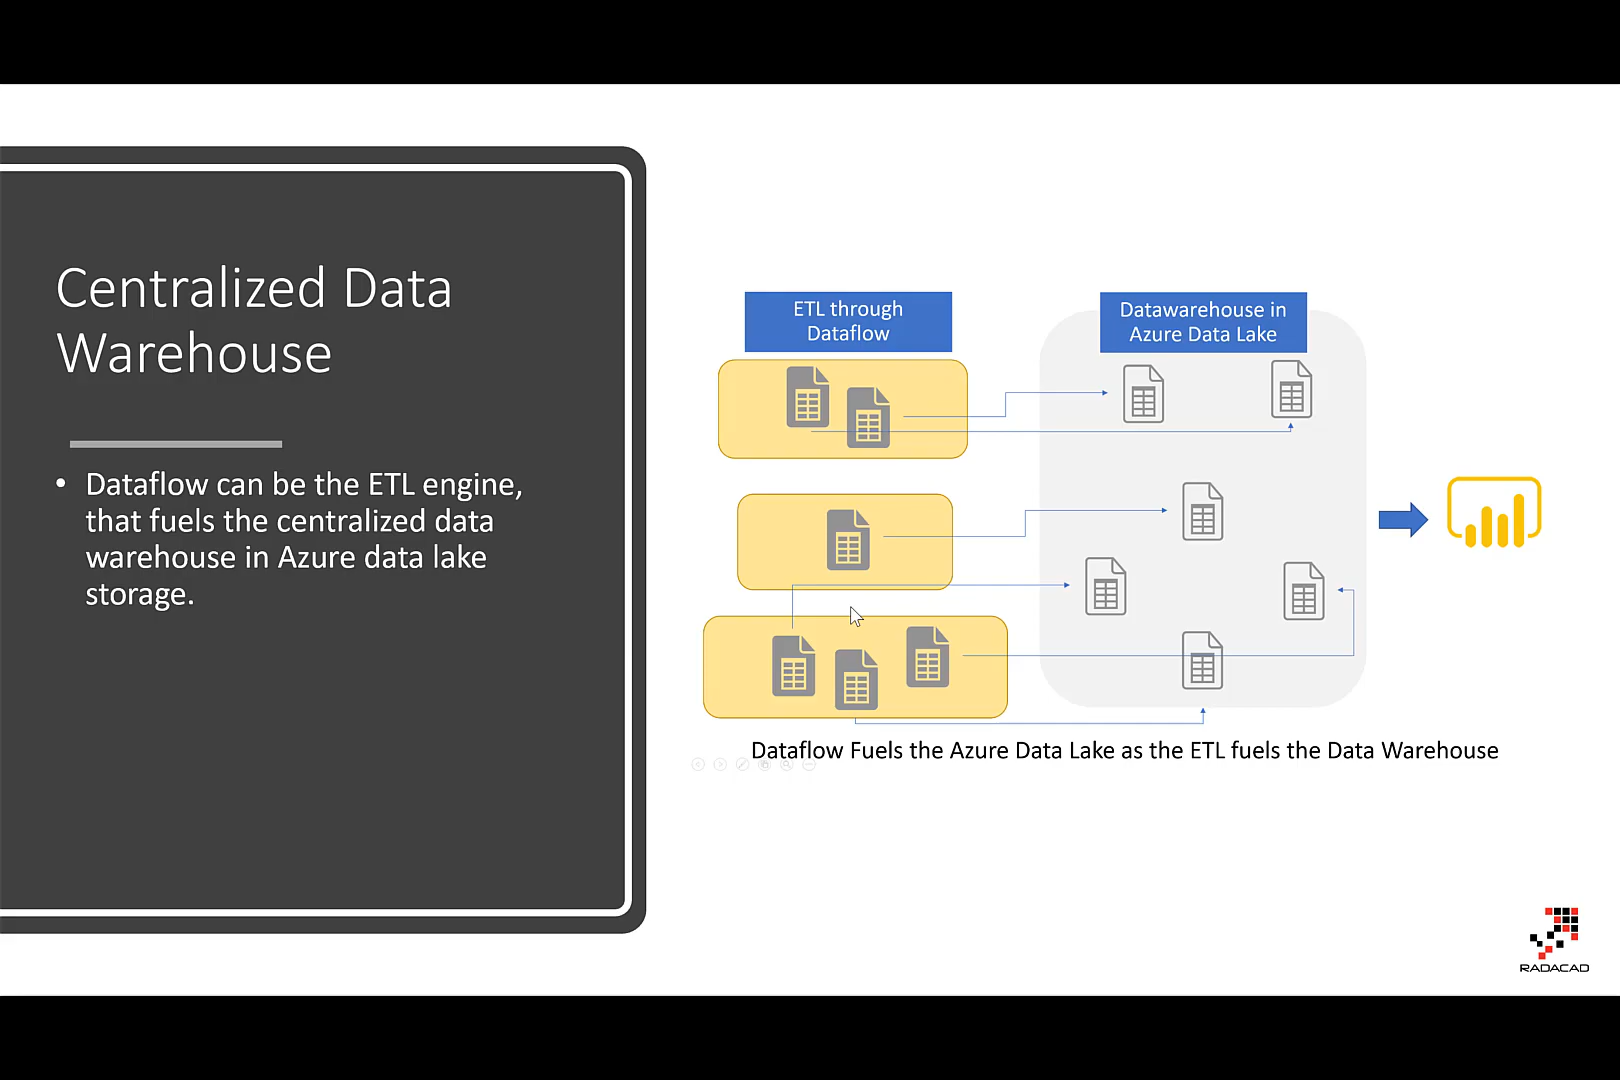 Centralized Data
Warehouse
• Dataflow can be the ETL engine,
that fuels the centralized data
warehouse in Azure data lake
storage.
ETL through
Dataflow
Datawarehouse in
Azure Data Lake
Dataflow Fuels the Azure Data Lake as the ETL fuels the Data Warehouse
RADACAD